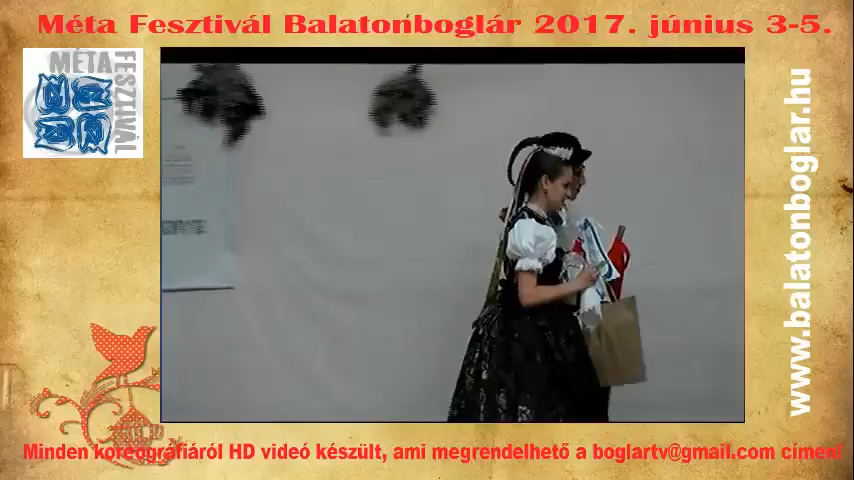 Méta Fesztivál Balatonboglár 2017. június 3-5.
MÉTA
FESZTIVÁL
www.balatonboglar.hu
Minden koreográfiáról HD videó készült, ami megrendelhető a boglartv@gmail.com címen!